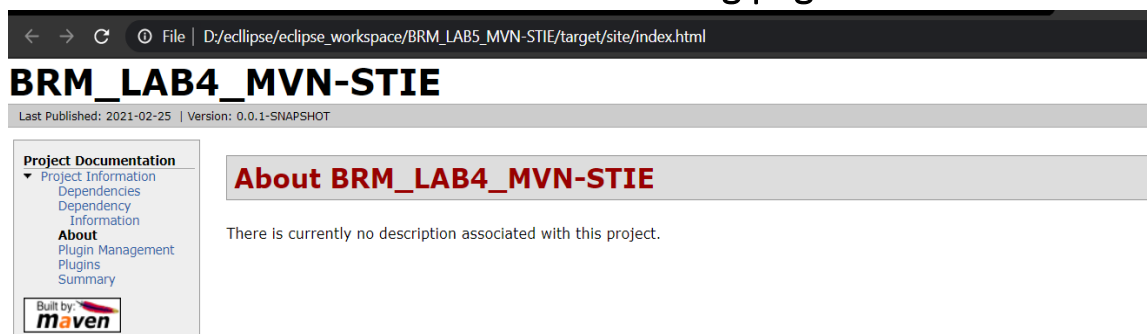 File | D:/ecllipse/eclipse_workspace/BRM_LAB5_MVN-STIE/target/site/index.html
BRM_LAB4_MVN-STIE
Last Published: 2021-02-25 | Version: 0.0.1-SNAPSHOT
Project Documentation
Project Information
Dependencies
Dependency
Information
About
Plugin Management
Plugins
Summary
Built by:
maven
About BRM_LAB4_MVN-STIE
There is currently no description associated with this project.